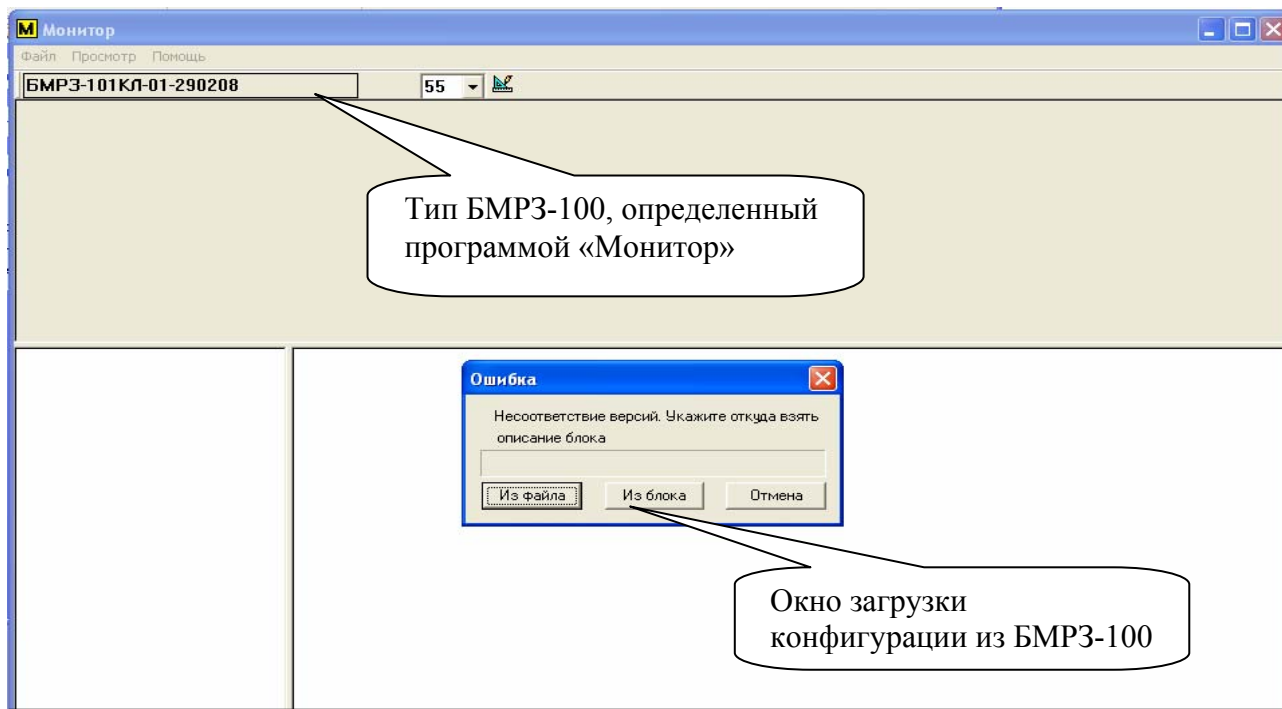 Монитор
Файл Просмотр Помощь
БМРЗ-101КЛ-01-290208 55
Тип БМРЗ-100, определенный
программой «Монитор»
Ошибка
Несоответствие версий. Укажите откуда взять
описание блока
Из файла Из блока Отмена
Окно загрузки
конфигурации из БМРЗ-100